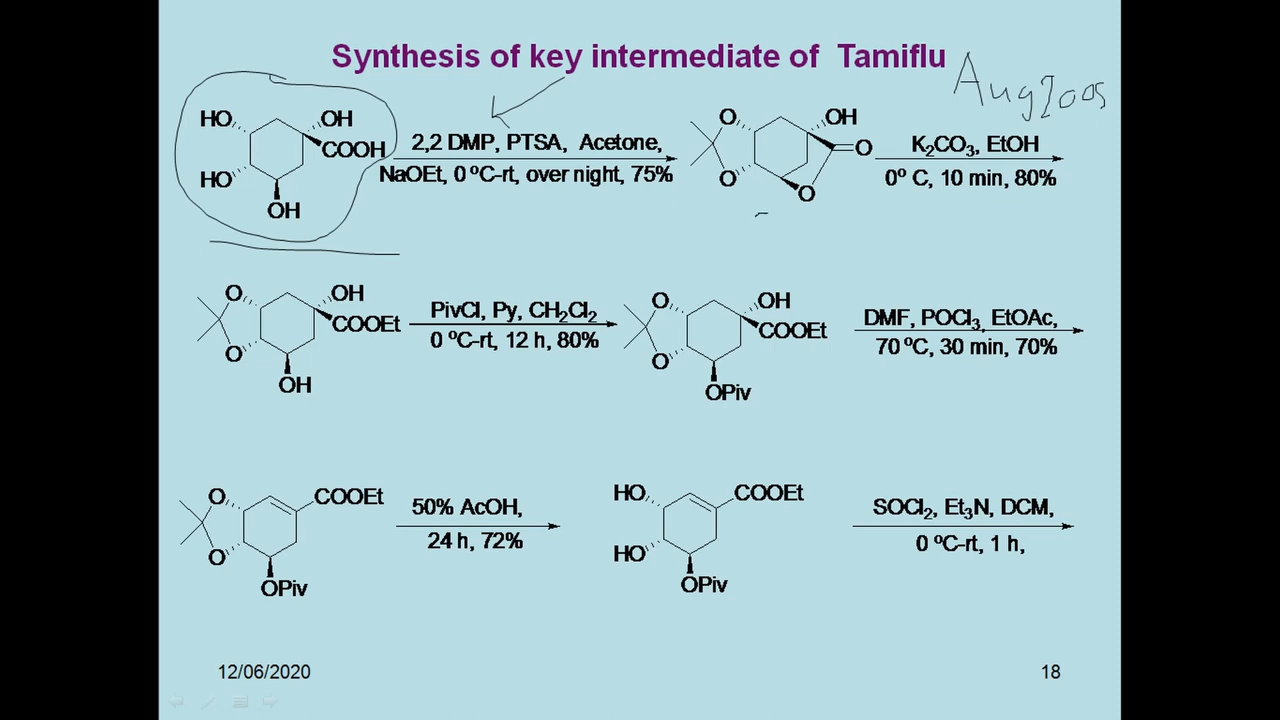 Synthesis of key intermediate of Tamiflu
Aug 2005
HO
OH
COOH
HO
OH
2,2 DMP, PTSA, Acetone,
NaOEt, 0 ºC-rt, over night, 75%
O
OH
O
O
O
K₂CO₃, EtOH
0º C, 10 min, 80%
O
OH
COOEt
O
OH
PivCl, Py, CH₂Cl₂
0 ºC-rt, 12 h, 80%
O
OH
COOEt
O
OPiv
DMF, POCl₃, EtOAc,
70 ºC, 30 min, 70%
O
COOEt
O
OPiv
50% AcOH,
24 h, 72%
HO
COOEt
HO
OPiv
SOCl₂, Et₃N, DCM,
0 ºC-rt, 1 h,
12/06/2020
18